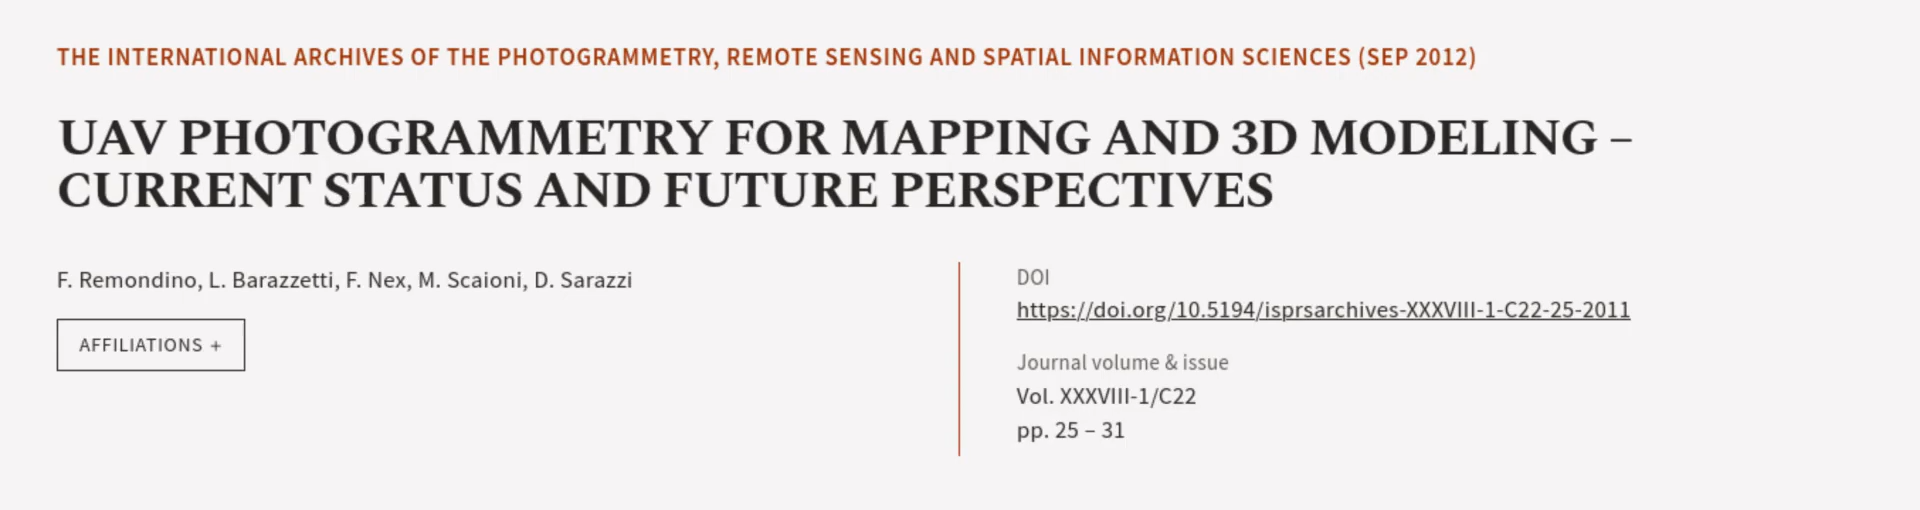 THE INTERNATIONAL ARCHIVES OF THE PHOTOGRAMMETRY, REMOTE SENSING AND SPATIAL INFORMATION SCIENCES (SEP 2012)
UAV PHOTOGRAMMETRY FOR MAPPING AND 3D MODELING –
CURRENT STATUS AND FUTURE PERSPECTIVES
F. Remondino, L. Barazzetti, F. Nex, M. Scaioni, D. Sarazzi
AFFILIATIONS +
DOI
https://doi.org/10.5194/isprsarchives-XXXVIII-1-C22-25-2011
Journal volume & issue
Vol. XXXVIII-1/C22
pp. 25 – 31